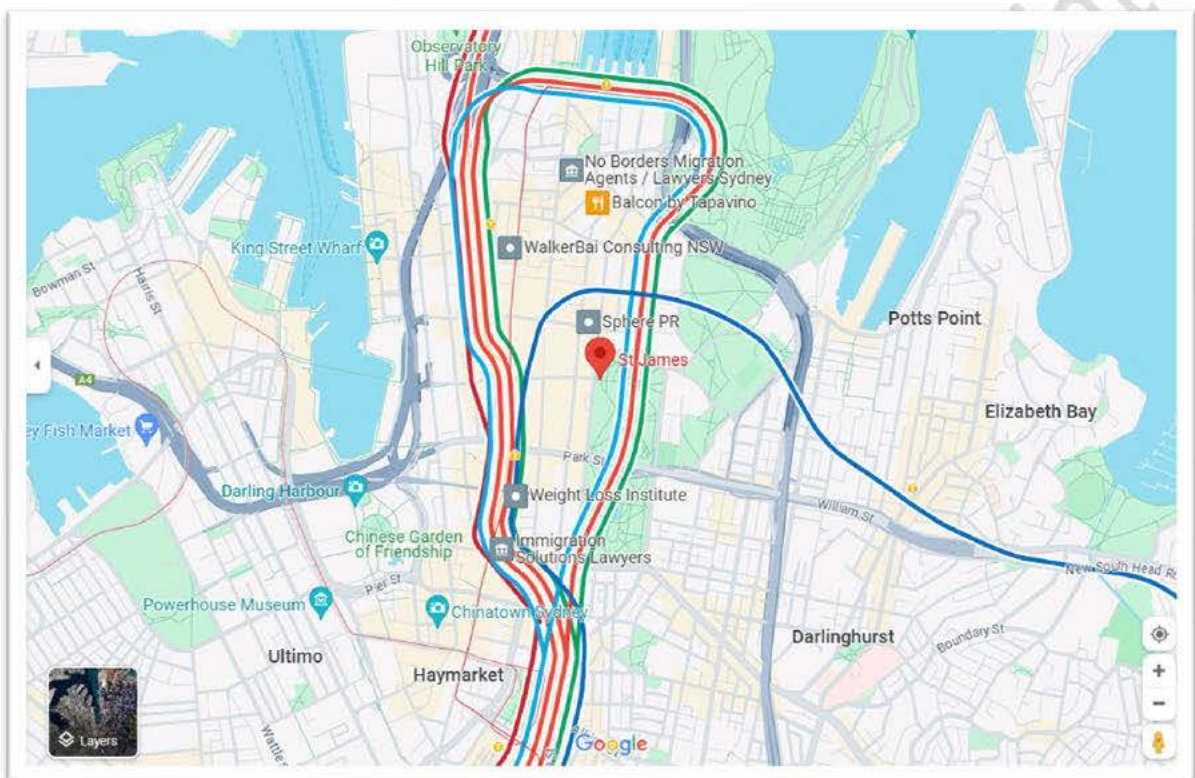 Observatory
Hill Park
No Borders Migration
Agents / Lawyers Sydney
Balcon by Tapavino
King Street Wharf
WalkerBai Consulting NSW
Bowman St
Harris St
Sphere PR
Potts Point
St James
A4
Elizabeth Bay
ey Fish Market
Park St
Darling Harbour
Weight Loss Institute
William St
Chinese Garden
of Friendship
Immigration
Solutions Lawyers
New South Head R
Pier St
Powerhouse Museum
Chinatown Sydney
Boundary St
Darlinghurst
Ultimo
Haymarket
Wattle
Layers
Google